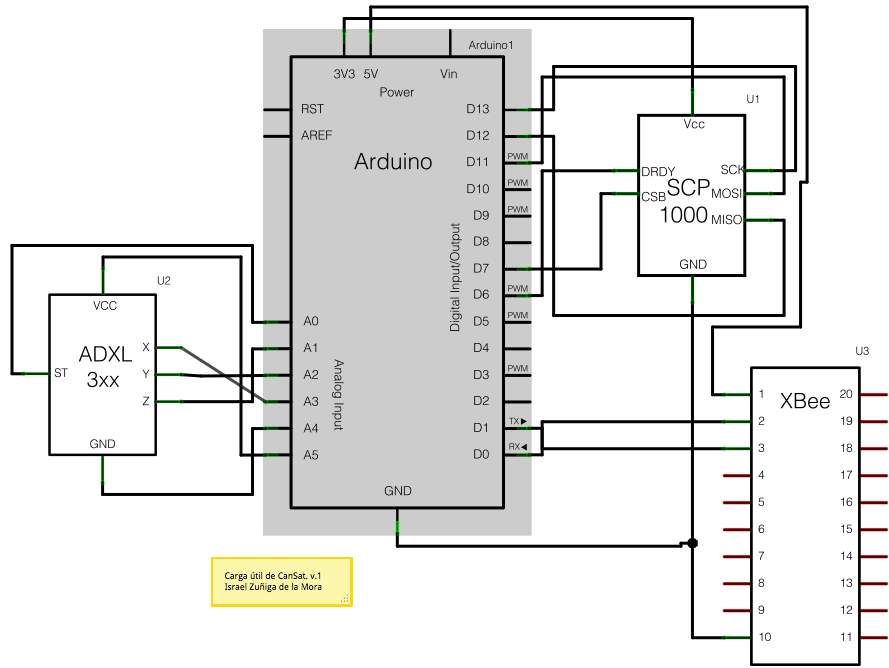 Arduino1
3V3 5V Vin
Power
RST
AREF
Arduino
D13
D12
D11 PWM
D10 PWM
D9 PWM
D8
D7
D6 PWM
D5 PWM
D4
D3 PWM
D2
D1 TX
D0 RX
Digital Input/Output
A0
A1
A2
A3
A4
A5
Analog Input
GND
U1
Vcc
DRDY
CSB
SCP
1000
SCK
MOSI
MISO
GND
U2
VCC
ST
ADXL
3xx
X
Y
Z
GND
U3
XBee
1 20
2 19
3 18
4 17
5 16
6 15
7 14
8 13
9 12
10 11
Carga útil de CanSat. v.1
Israel Zuñiga de la Mora